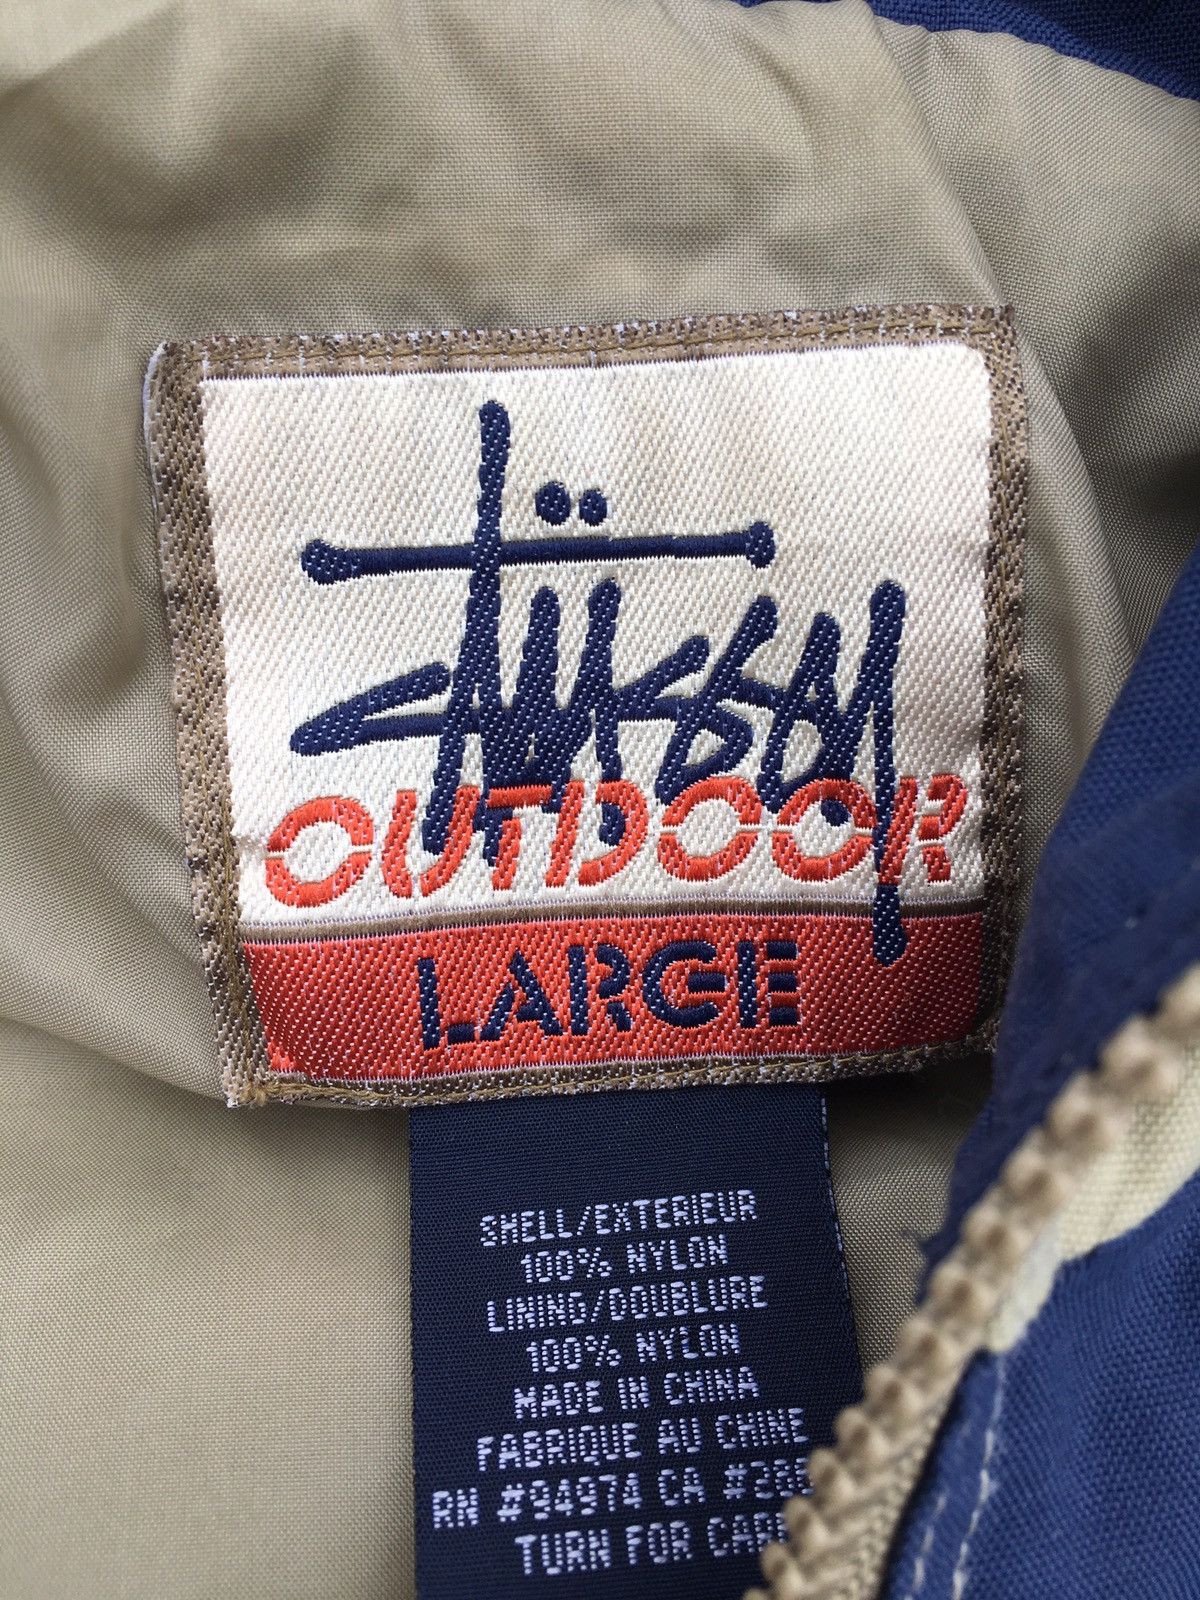 Stüssy
OUTDOOR
LARGE
SHELL/EXTERIEUR
100% NYLON
LINING/DOUBLURE
100% NYLON
MADE IN CHINA
FABRIQUE AU CHINE
RN #94974 CA
TURN FOR